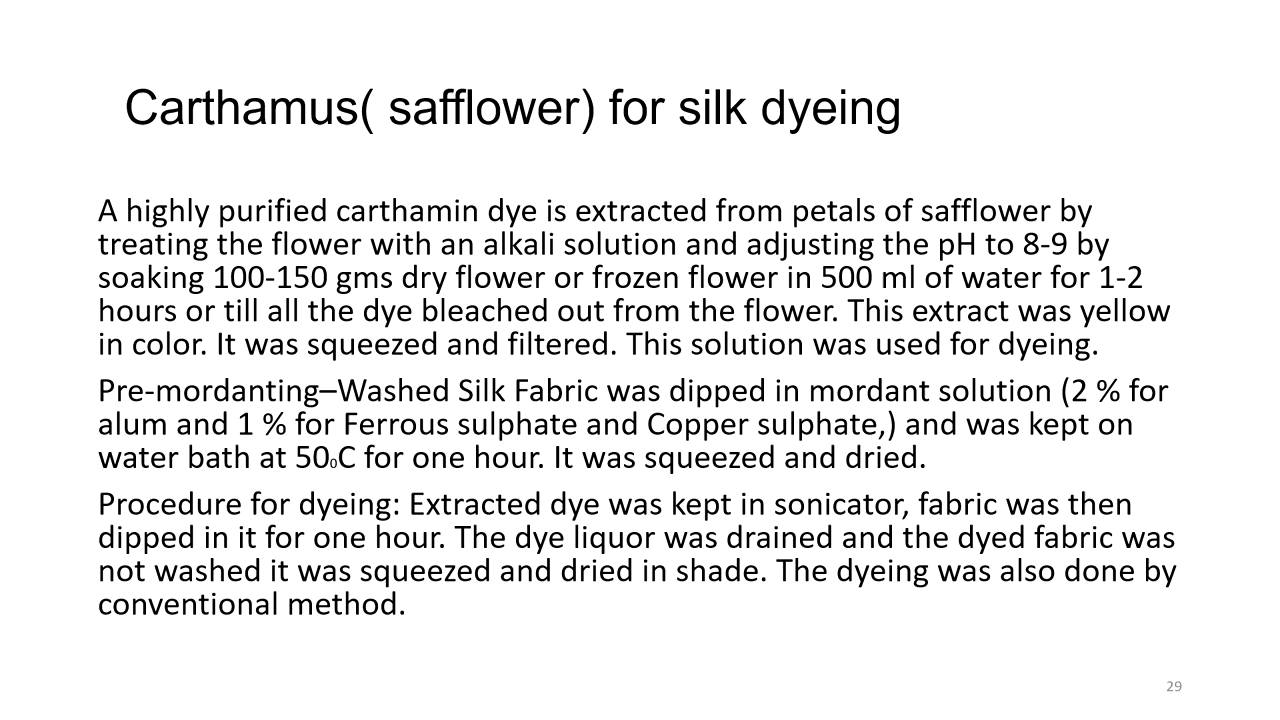 Carthamus( safflower) for silk dyeing
A highly purified carthamin dye is extracted from petals of safflower by
treating the flower with an alkali solution and adjusting the pH to 8-9 by
soaking 100-150 gms dry flower or frozen flower in 500 ml of water for 1-2
hours or till all the dye bleached out from the flower. This extract was yellow
in color. It was squeezed and filtered. This solution was used for dyeing.
Pre-mordanting–Washed Silk Fabric was dipped in mordant solution (2 % for
alum and 1 % for Ferrous sulphate and Copper sulphate,) and was kept on
water bath at 50₀C for one hour. It was squeezed and dried.
Procedure for dyeing: Extracted dye was kept in sonicator, fabric was then
dipped in it for one hour. The dye liquor was drained and the dyed fabric was
not washed it was squeezed and dried in shade. The dyeing was also done by
conventional method.
29